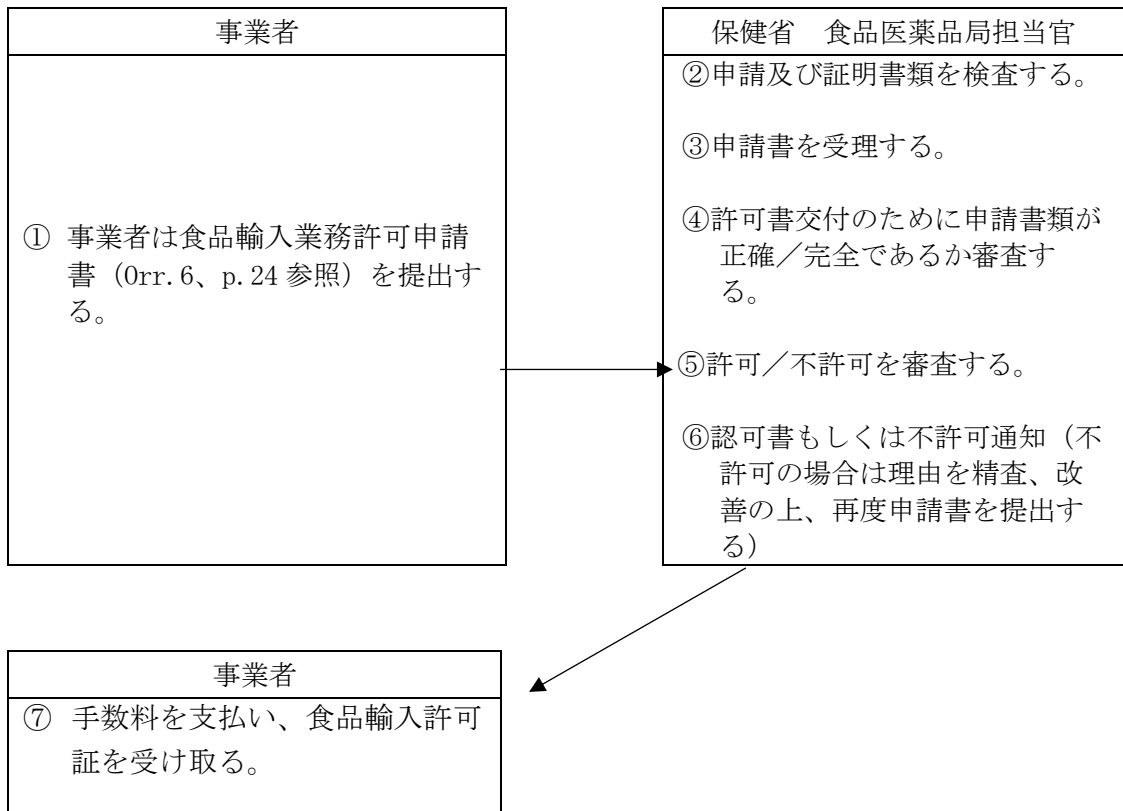 事業者
① 事業者は食品輸入業務許可申請
書（Orr.6、p.24 参照）を提出す
る。
保健省　食品医薬品局担当官
②申請及び証明書類を検査する。
③申請書を受理する。
④許可書交付のために申請書類が
正確／完全であるか審査す
る。
⑤許可／不許可を審査する。
⑥認可書もしくは不許可通知（不
許可の場合は理由を精査、改
善の上、再度申請書を提出す
る）
事業者
⑦ 手数料を支払い、食品輸入許可
証を受け取る。